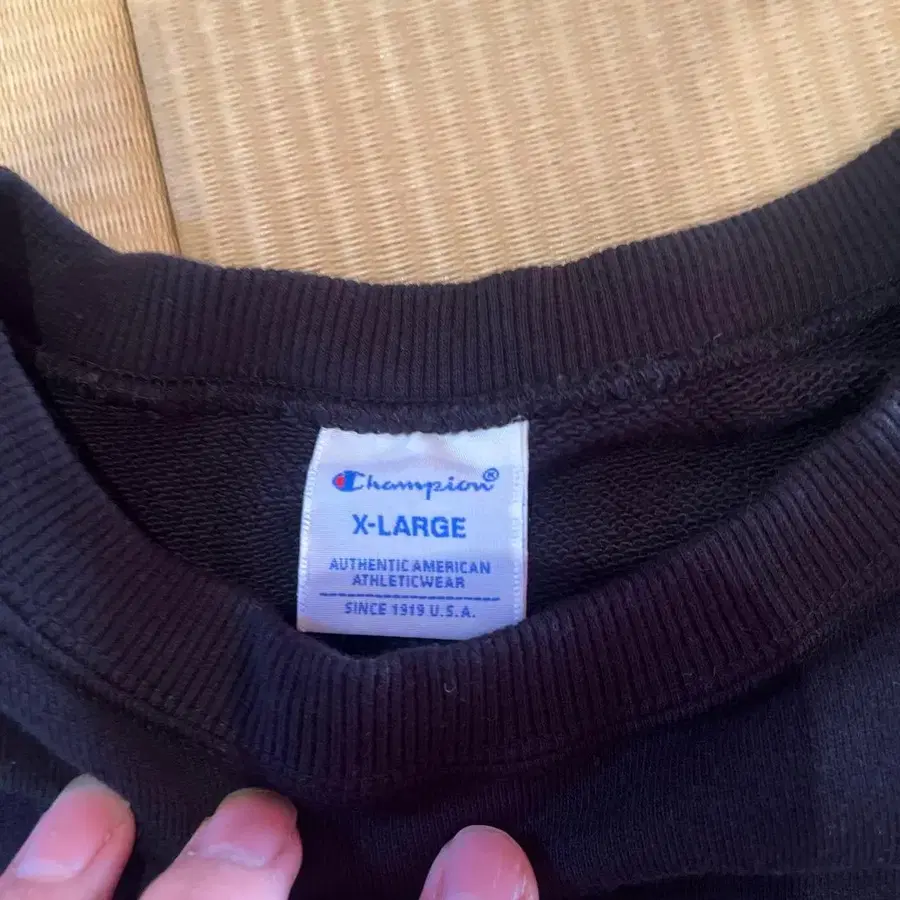 Champion®
X-LARGE
AUTHENTIC AMERICAN
ATHLETICWEAR
SINCE 1919 U.S.A.